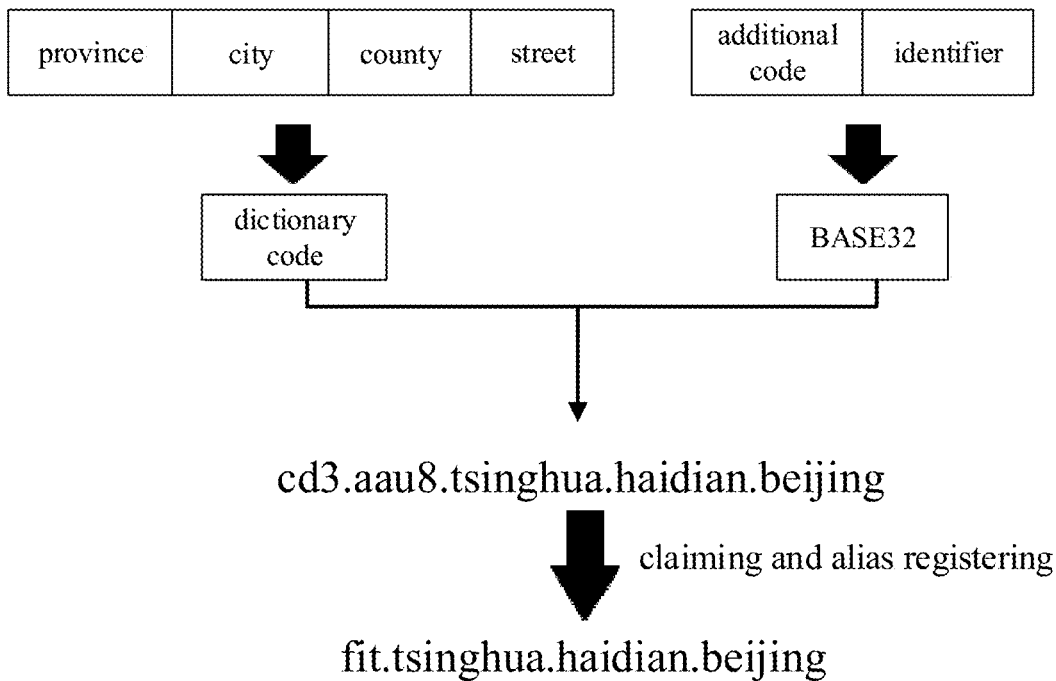 province city county street additional code identifier
dictionary code BASE32
cd3.aau8.tsinghua.haidian.beijing
claiming and alias registering
fit.tsinghua.haidian.beijing